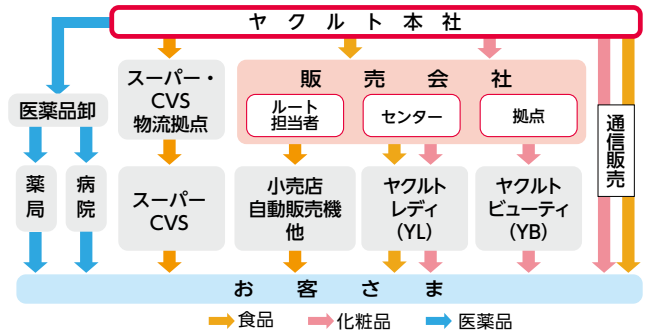 ヤクルト本社
医薬品卸
スーパー・
CVS
物流拠点
販売会社
ルート
担当者
センター
拠点
通信販売
薬局
病院
スーパー
CVS
小売店
自動販売機
他
ヤクルト
レディ
(YL)
ヤクルト
ビューティ
(YB)
お客さま
食品
化粧品
医薬品